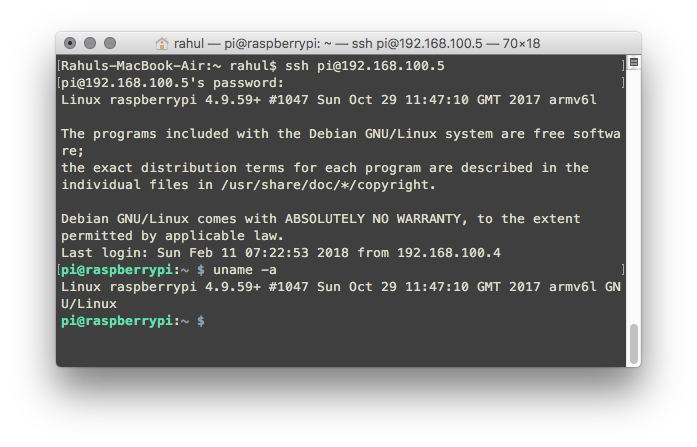 rahul — pi@raspberrypi: ~ — ssh pi@192.168.100.5 — 70×18
[Rahuls-MacBook-Air:~ rahul$ ssh pi@192.168.100.5 ]
[pi@192.168.100.5's password: ]
Linux raspberrypi 4.9.59+ #1047 Sun Oct 29 11:47:10 GMT 2017 armv6l
The programs included with the Debian GNU/Linux system are free softwa
re;
the exact distribution terms for each program are described in the
individual files in /usr/share/doc/*/copyright.
Debian GNU/Linux comes with ABSOLUTELY NO WARRANTY, to the extent
permitted by applicable law.
Last login: Sun Feb 11 07:22:53 2018 from 192.168.100.4
[pi@raspberrypi:~ $ uname -a ]
Linux raspberrypi 4.9.59+ #1047 Sun Oct 29 11:47:10 GMT 2017 armv6l GN
U/Linux
pi@raspberrypi:~ $